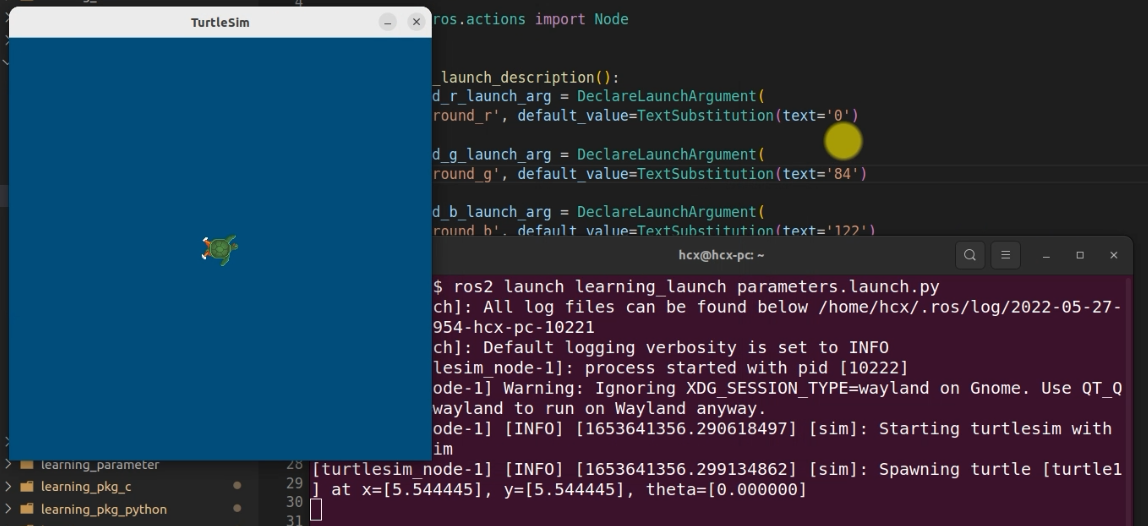 TurtleSim
4
ros.actions import Node
_launch_description():
d_r_launch_arg = DeclareLaunchArgument(
round_r', default_value=TextSubstitution(text='0')
d_g_launch_arg = DeclareLaunchArgument(
round_g', default_value=TextSubstitution(text='84')
d_b_launch_arg = DeclareLaunchArgument(
round_b', default_value=TextSubstitution(text='122')
hcx@hcx-pc: ~
$ ros2 launch learning_launch parameters.launch.py
ch]: All log files can be found below /home/hcx/.ros/log/2022-05-27-
954-hcx-pc-10221
ch]: Default logging verbosity is set to INFO
lesim_node-1]: process started with pid [10222]
ode-1] Warning: Ignoring XDG_SESSION_TYPE=wayland on Gnome. Use QT_Q
wayland to run on Wayland anyway.
ode-1] [INFO] [1653641356.290618497] [sim]: Starting turtlesim with
im
[turtlesim_node-1] [INFO] [1653641356.299134862] [sim]: Spawning turtle [turtle1
] at x=[5.544445], y=[5.544445], theta=[0.000000]
learning_parameter
learning_pkg_c
learning_pkg_python
28
29
30
31